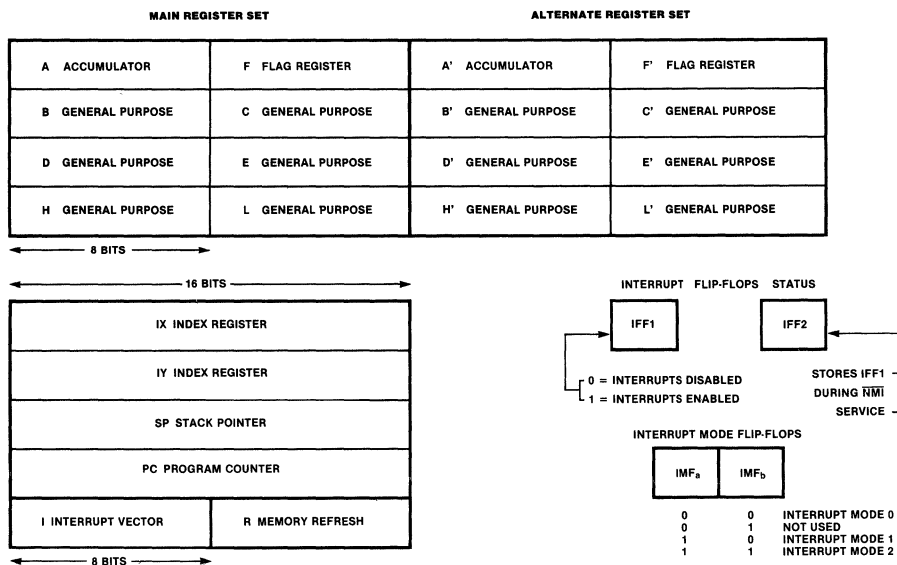 MAIN REGISTER SET
ALTERNATE REGISTER SET
A ACCUMULATOR
F FLAG REGISTER
A' ACCUMULATOR
F' FLAG REGISTER
B GENERAL PURPOSE
C GENERAL PURPOSE
B' GENERAL PURPOSE
C' GENERAL PURPOSE
D GENERAL PURPOSE
E GENERAL PURPOSE
D' GENERAL PURPOSE
E' GENERAL PURPOSE
H GENERAL PURPOSE
L GENERAL PURPOSE
H' GENERAL PURPOSE
L' GENERAL PURPOSE
8 BITS
16 BITS
IX INDEX REGISTER
IY INDEX REGISTER
SP STACK POINTER
PC PROGRAM COUNTER
I INTERRUPT VECTOR
R MEMORY REFRESH
8 BITS
INTERRUPT FLIP-FLOPS STATUS
IFF1
IFF2
0 = INTERRUPTS DISABLED
1 = INTERRUPTS ENABLED
STORES IFF1
DURING N̅M̅I̅
SERVICE
INTERRUPT MODE FLIP-FLOPS
IMFa
IMFb
0 0 INTERRUPT MODE 0
0 1 NOT USED
1 0 INTERRUPT MODE 1
1 1 INTERRUPT MODE 2